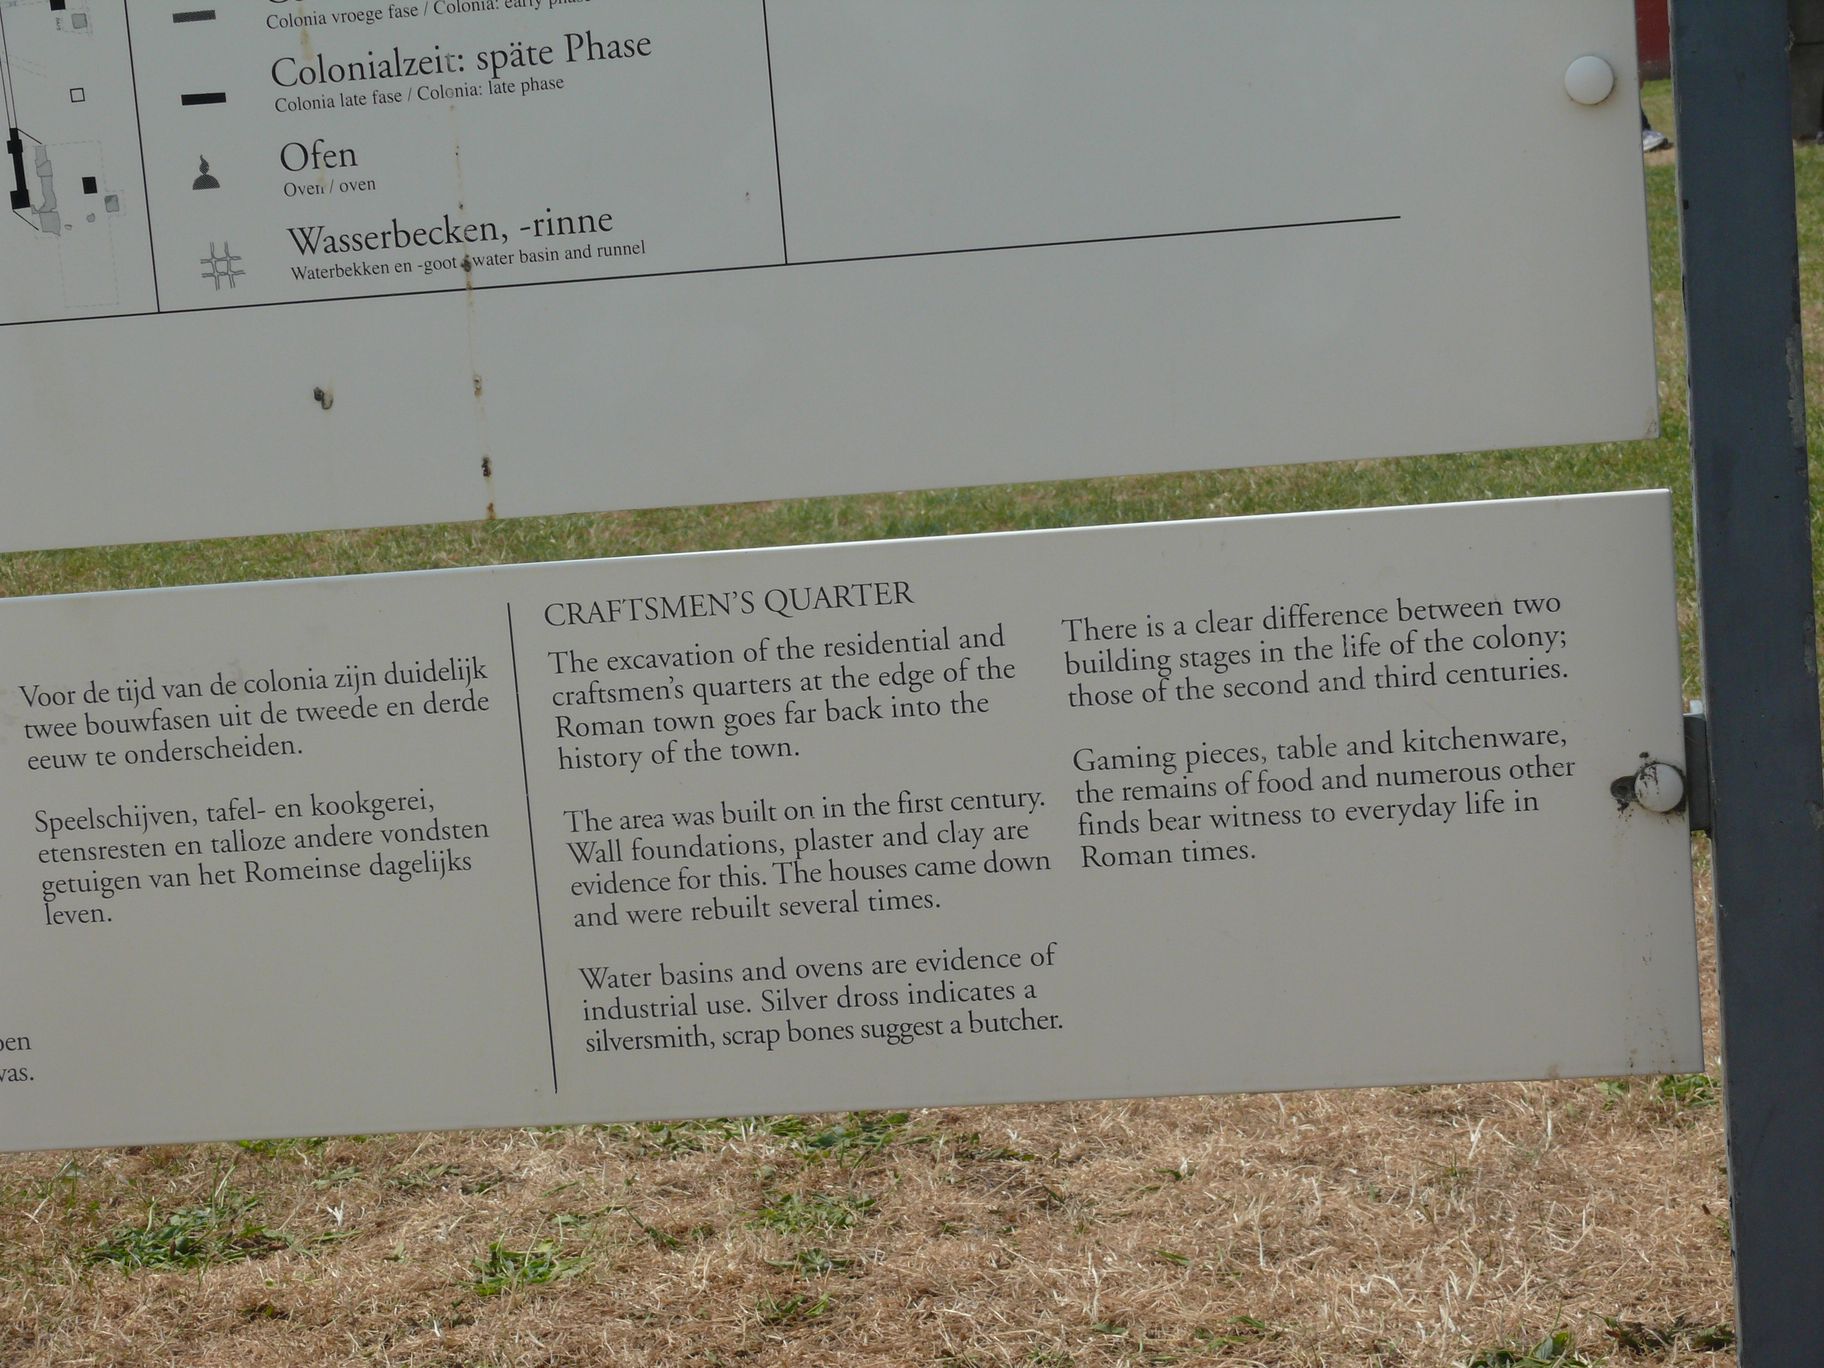 Colonia vroege fase / Colonia: early phase
Colonialzeit: späte Phase
Colonia late fase / Colonia: late phase
Ofen
Oven / oven
Wasserbecken, -rinne
Waterbekken en -goot / water basin and runnel
Voor de tijd van de colonia zijn duidelijk
twee bouwfasen uit de tweede en derde
eeuw te onderscheiden.
Speelschijven, tafel- en kookgerei,
etensresten en talloze andere vondsten
getuigen van het Romeinse dagelijks
leven.
CRAFTSMEN'S QUARTER
The excavation of the residential and
craftsmen's quarters at the edge of the
Roman town goes far back into the
history of the town.
The area was built on in the first century.
Wall foundations, plaster and clay are
evidence for this. The houses came down
and were rebuilt several times.
Water basins and ovens are evidence of
industrial use. Silver dross indicates a
silversmith, scrap bones suggest a butcher.
There is a clear difference between two
building stages in the life of the colony;
those of the second and third centuries.
Gaming pieces, table and kitchenware,
the remains of food and numerous other
finds bear witness to everyday life in
Roman times.